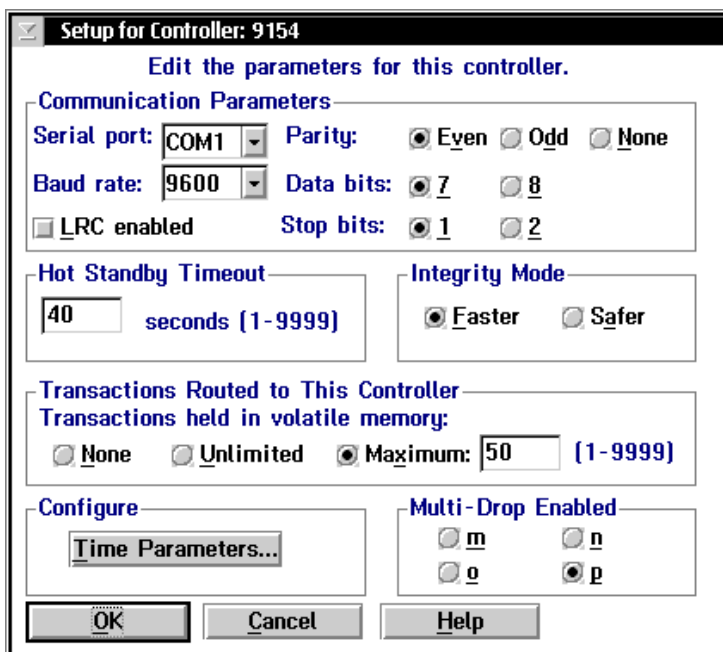 Setup for Controller: 9154
Edit the parameters for this controller.
Communication Parameters
Serial port: COM1 Parity: Even Odd None
Baud rate: 9600 Data bits: 7 8
LRC enabled Stop bits: 1 2
Hot Standby Timeout Integrity Mode
40 seconds (1-9999) Faster Safer
Transactions Routed to This Controller
Transactions held in volatile memory:
None Unlimited Maximum: 50 (1-9999)
Configure Multi-Drop Enabled
Time Parameters... m n
o p
OK Cancel Help